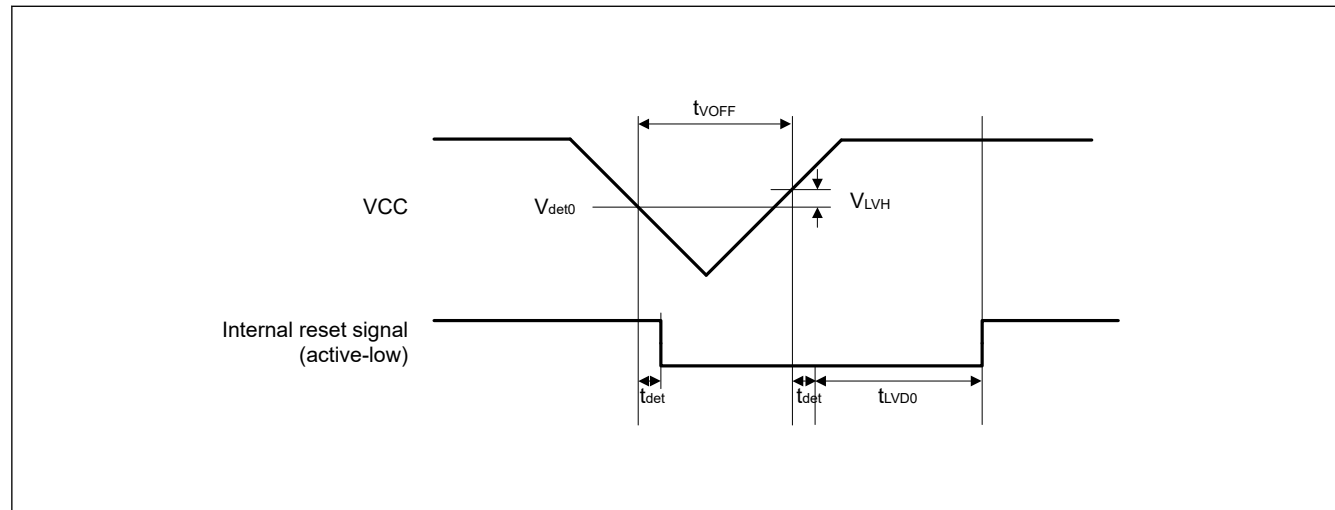 tVOFF
VCC
Vdet0
VLVH
Internal reset signal
(active-low)
tdet
tdet
tLVD0